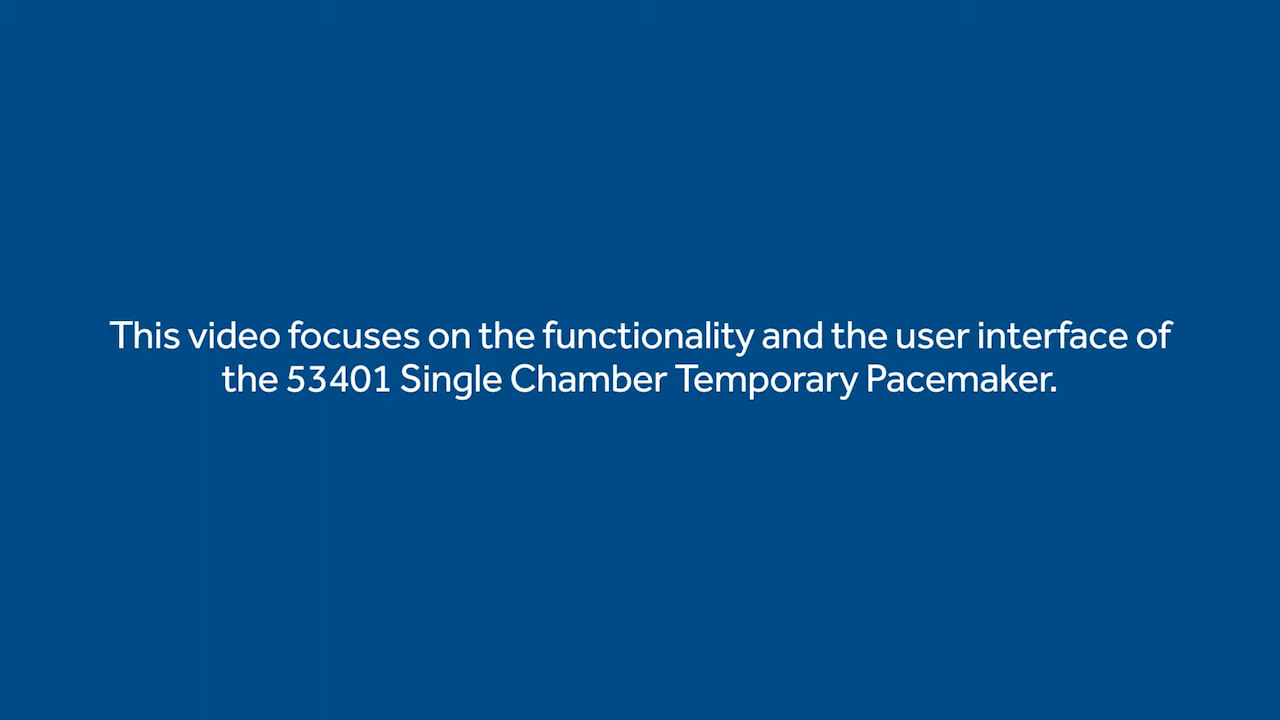 This video focuses on the functionality and the user interface of
the 53401 Single Chamber Temporary Pacemaker.